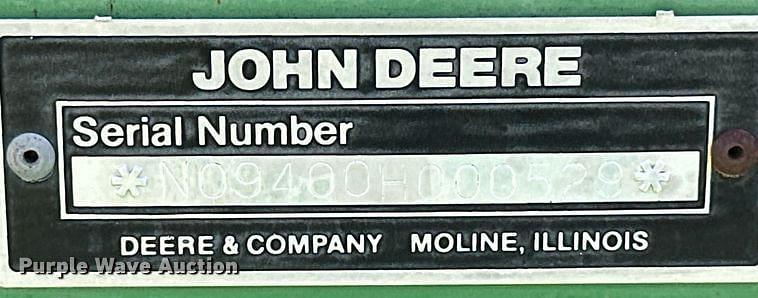 JOHN DEERE
Serial Number
*N09400H000529*
DEERE & COMPANY MOLINE, ILLINOIS
Purple Wave Auction